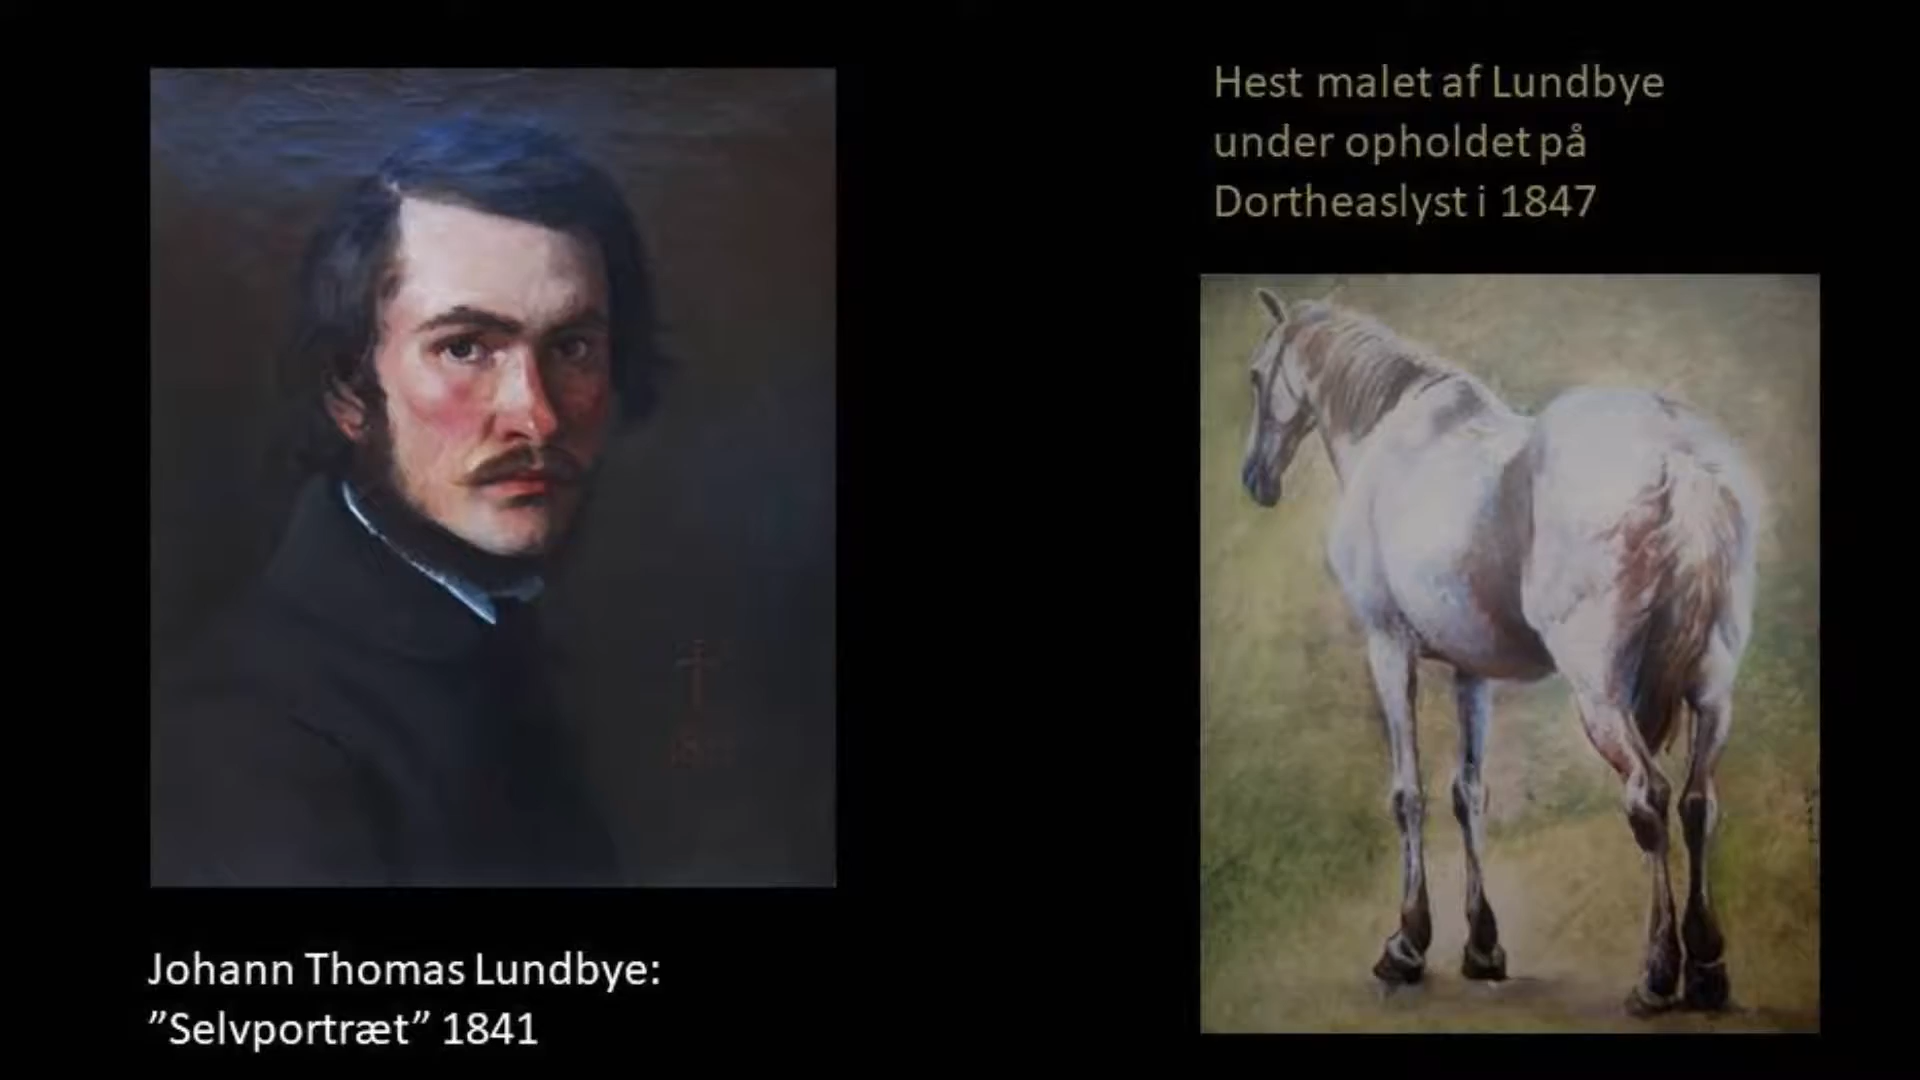 Hest malet af Lundbye
under opholdet på
Dortheaslyst i 1847
Johann Thomas Lundbye:
”Selvportræt” 1841